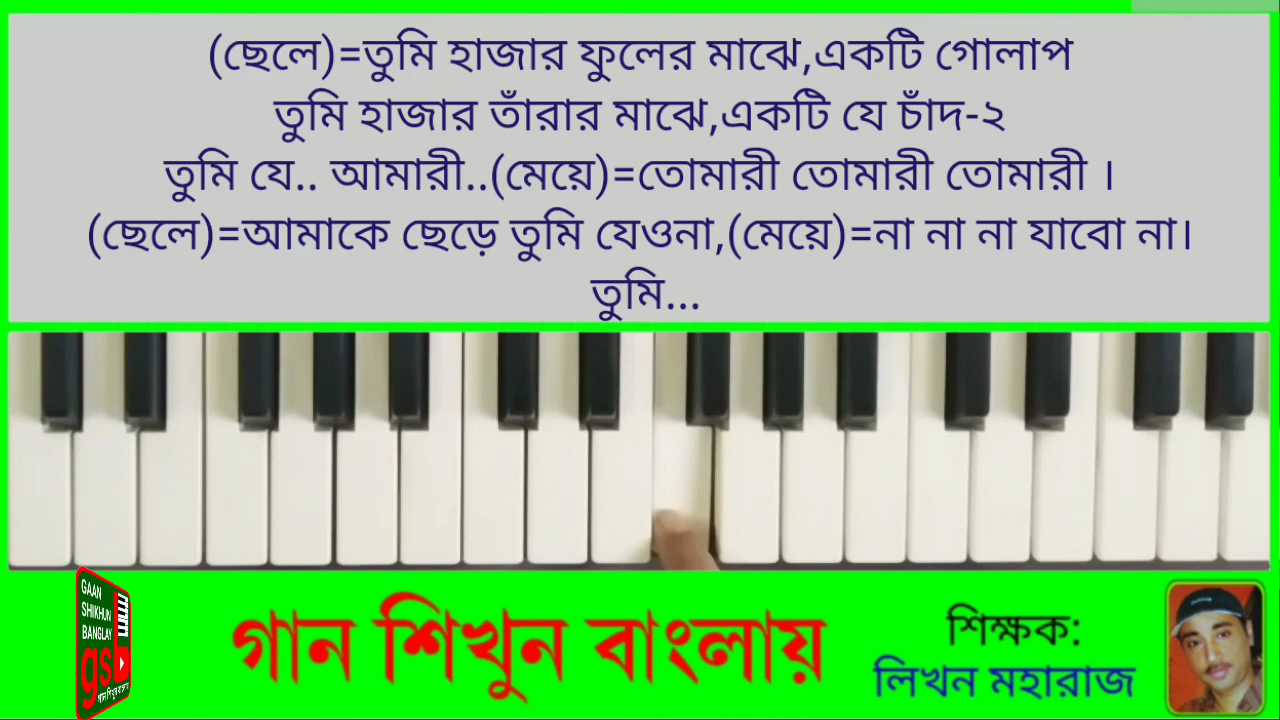 (ছেলে)=তুমি হাজার ফুলের মাঝে,একটি গোলাপ
তুমি হাজার তাঁরার মাঝে,একটি যে চাঁদ-২
তুমি যে.. আমারী..(মেয়ে)=তোমারী তোমারী তোমারী ।
(ছেলে)=আমাকে ছেড়ে তুমি যেওনা,(মেয়ে)=না না না যাবো না।
তুমি...
GAAN
SHIKHUN
BANGLAY
gsb
গান শিখুন বাংলায়
গান শিখুন বাংলায়
শিক্ষক:
লিখন মহারাজ